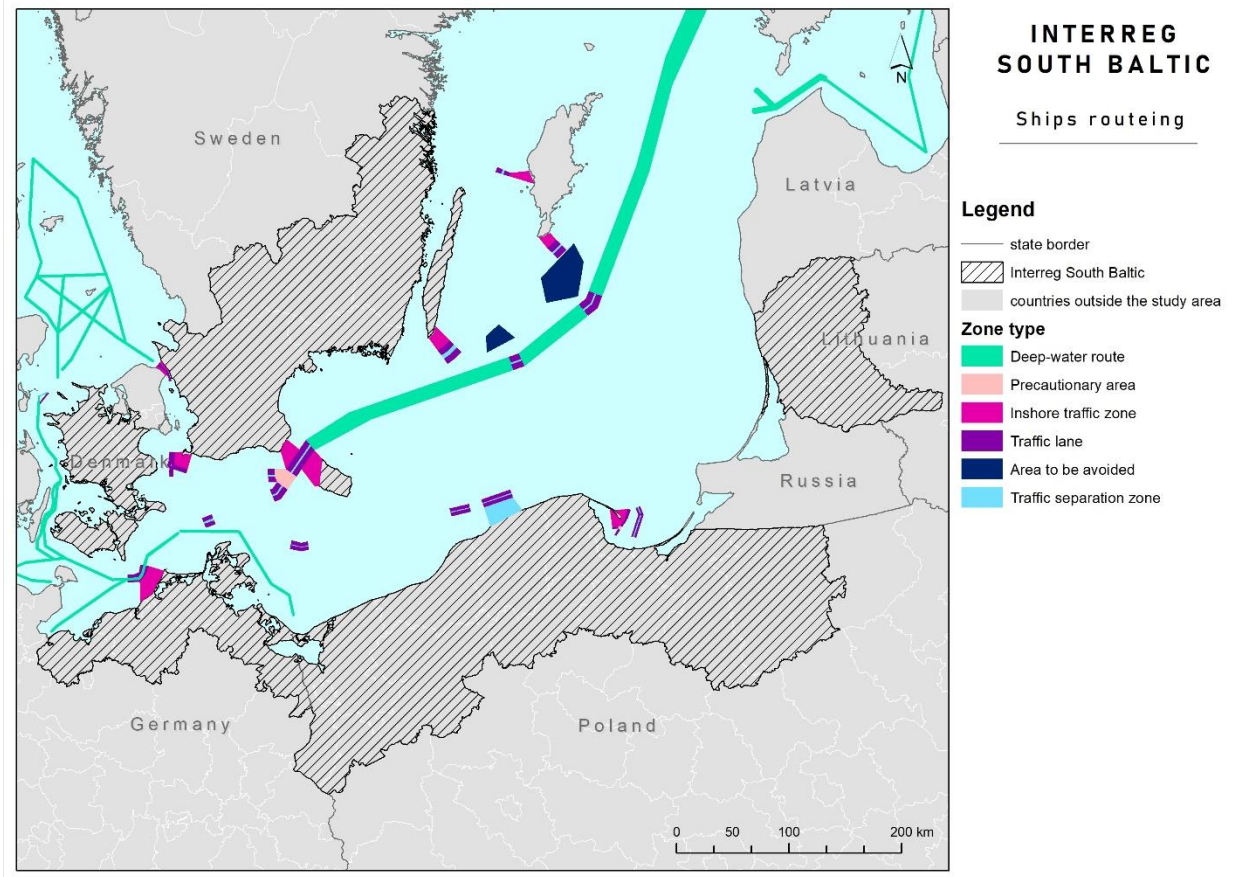 INTERREG
SOUTH BALTIC
Ships routeing
N
Sweden
Latvia
Lithuania
Denmark
Russia
Germany
Poland
0 50 100 200 km
Legend
state border
Interreg South Baltic
countries outside the study area
Zone type
Deep-water route
Precautionary area
Inshore traffic zone
Traffic lane
Area to be avoided
Traffic separation zone